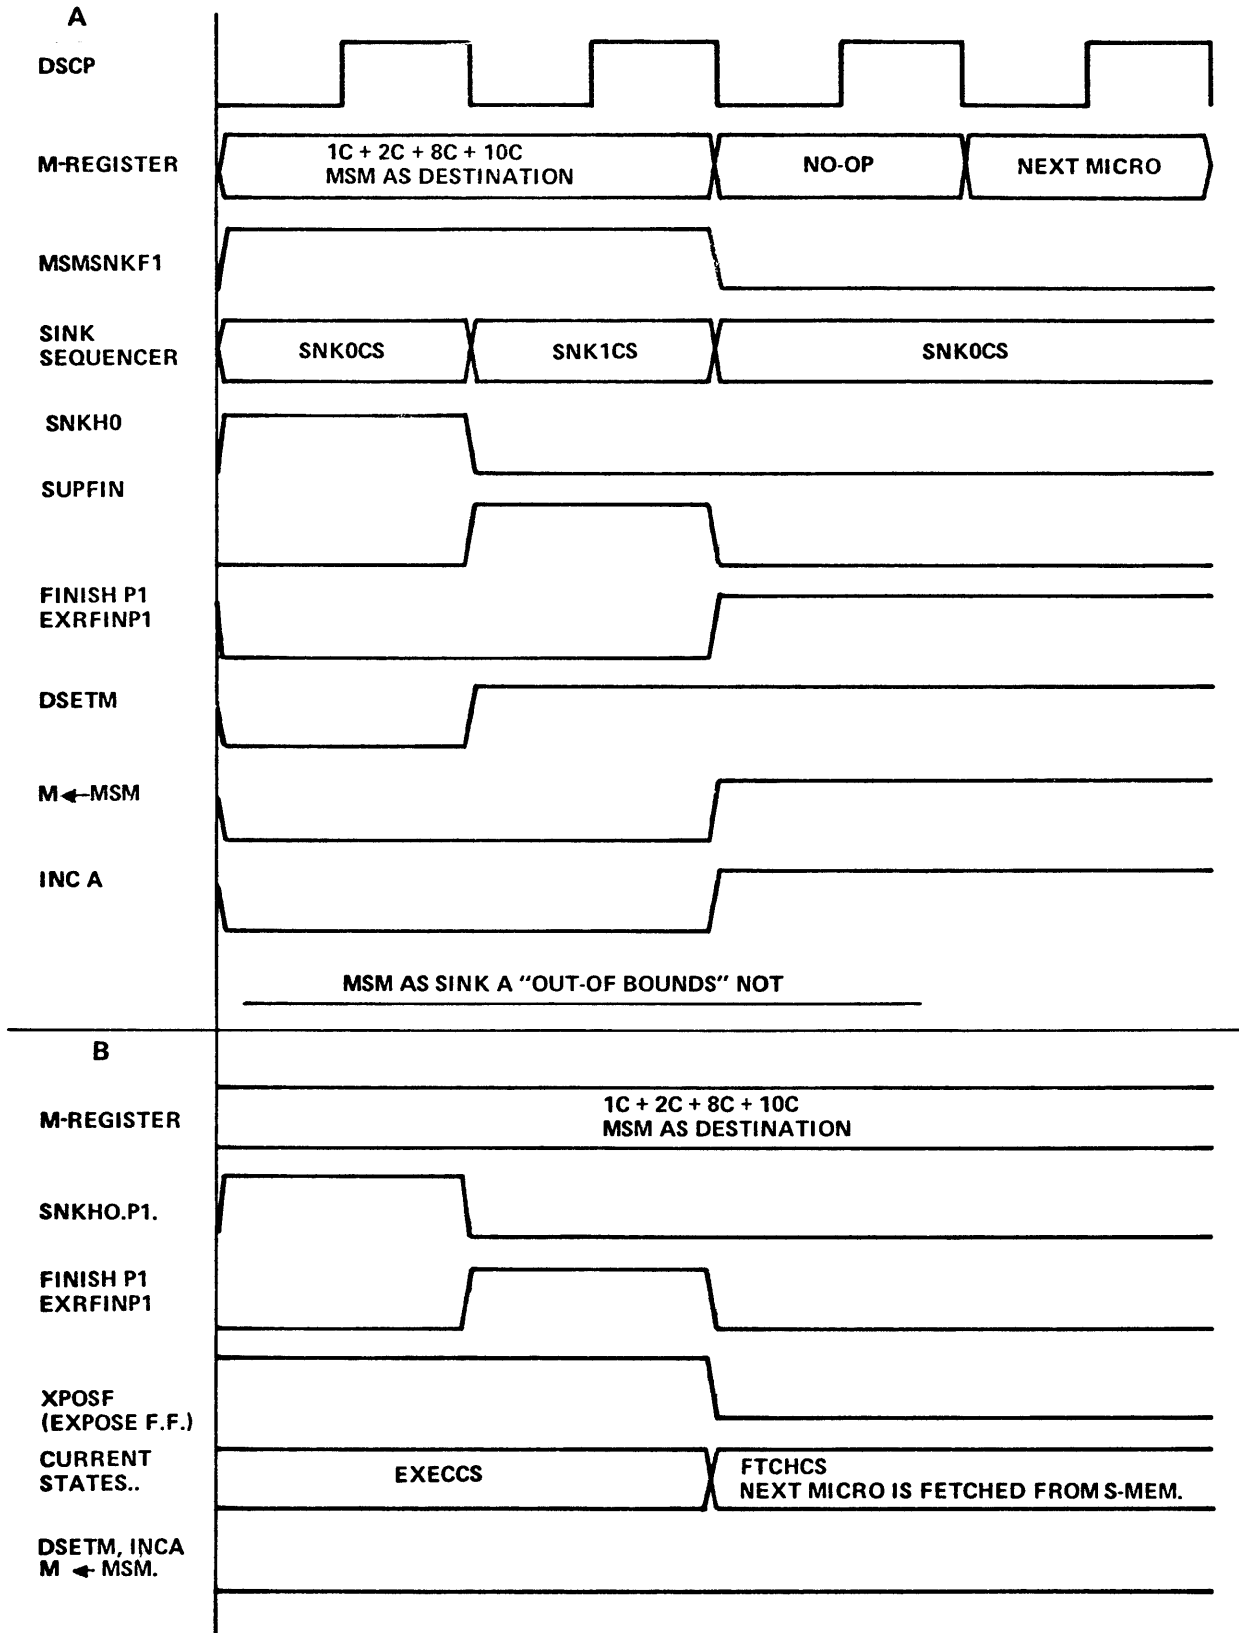 A
DSCP
M-REGISTER
1C + 2C + 8C + 10C
MSM AS DESTINATION
NO-OP
NEXT MICRO
MSMSNKF1
SINK
SEQUENCER
SNK0CS
SNK1CS
SNK0CS
SNKH0
SUPFIN
FINISH P1
EXRFINP1
DSETM
M◄-MSM
INC A
MSM AS SINK A "OUT-OF BOUNDS" NOT
B
M-REGISTER
1C + 2C + 8C + 10C
MSM AS DESTINATION
SNKHO.P1.
FINISH P1
EXRFINP1
XPOSF
(EXPOSE F.F.)
CURRENT
STATES..
EXECCS
FTCHCS
NEXT MICRO IS FETCHED FROM S-MEM.
DSETM, INCA
M ◄- MSM.